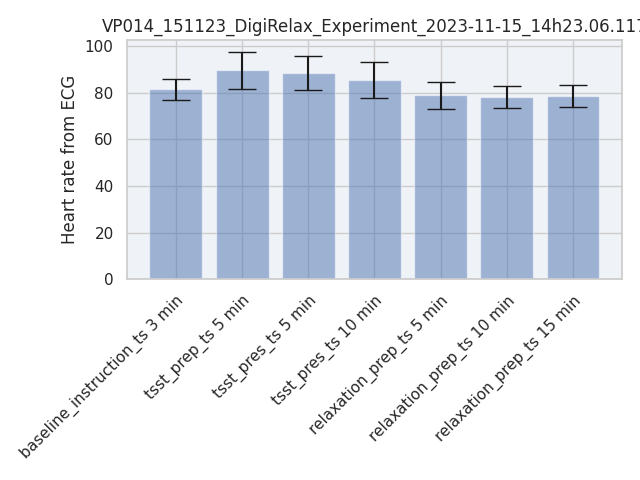 VP014_151123_DigiRelax_Experiment_2023-11-15_14h23.06.117
Heart rate from ECG
100
80
60
40
20
0
baseline_instruction_ts 3 min
tsst_prep_ts 5 min
tsst_pres_ts 5 min
tsst_pres_ts 10 min
relaxation_prep_ts 5 min
relaxation_prep_ts 10 min
relaxation_prep_ts 15 min